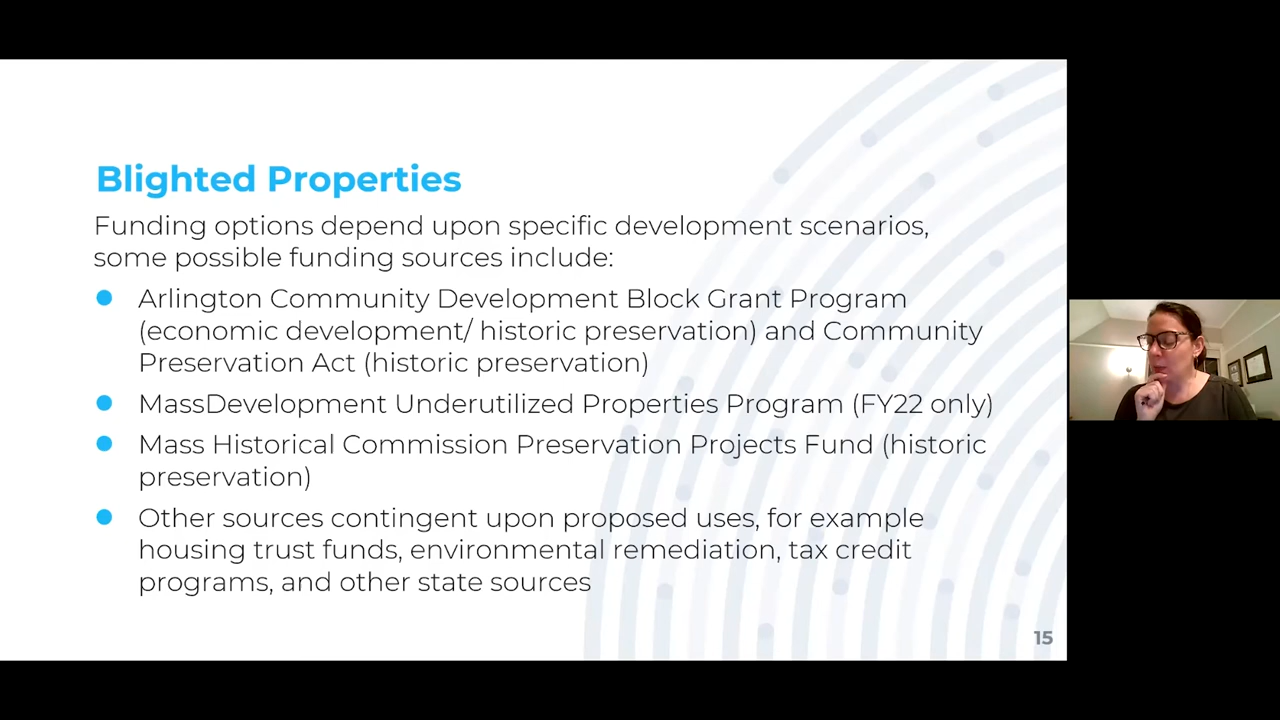 Blighted Properties
Funding options depend upon specific development scenarios,
some possible funding sources include:
Arlington Community Development Block Grant Program
(economic development/ historic preservation) and Community
Preservation Act (historic preservation)
MassDevelopment Underutilized Properties Program (FY22 only)
Mass Historical Commission Preservation Projects Fund (historic
preservation)
Other sources contingent upon proposed uses, for example
housing trust funds, environmental remediation, tax credit
programs, and other state sources
15